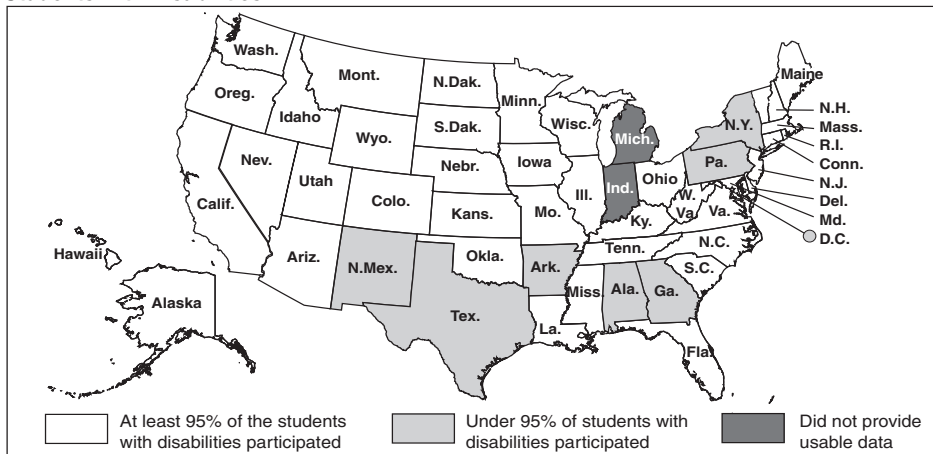 Wash.
Oreg.
Calif.
Nev.
Idaho
Mont.
Wyo.
Utah
Colo.
Ariz.
N.Mex.
N.Dak.
S.Dak.
Nebr.
Kans.
Okla.
Tex.
Minn.
Iowa
Mo.
Ark.
La.
Wisc.
Ill.
Mich.
Ind.
Ohio
Ky.
Tenn.
Miss.
Ala.
Ga.
Fla.
S.C.
N.C.
Va.
W.
Va.
Pa.
N.Y.
Maine
N.H.
Mass.
R.I.
Conn.
N.J.
Del.
Md.
D.C.
Hawaii
Alaska
At least 95% of the students
with disabilities participated
Under 95% of students with
disabilities participated
Did not provide
usable data